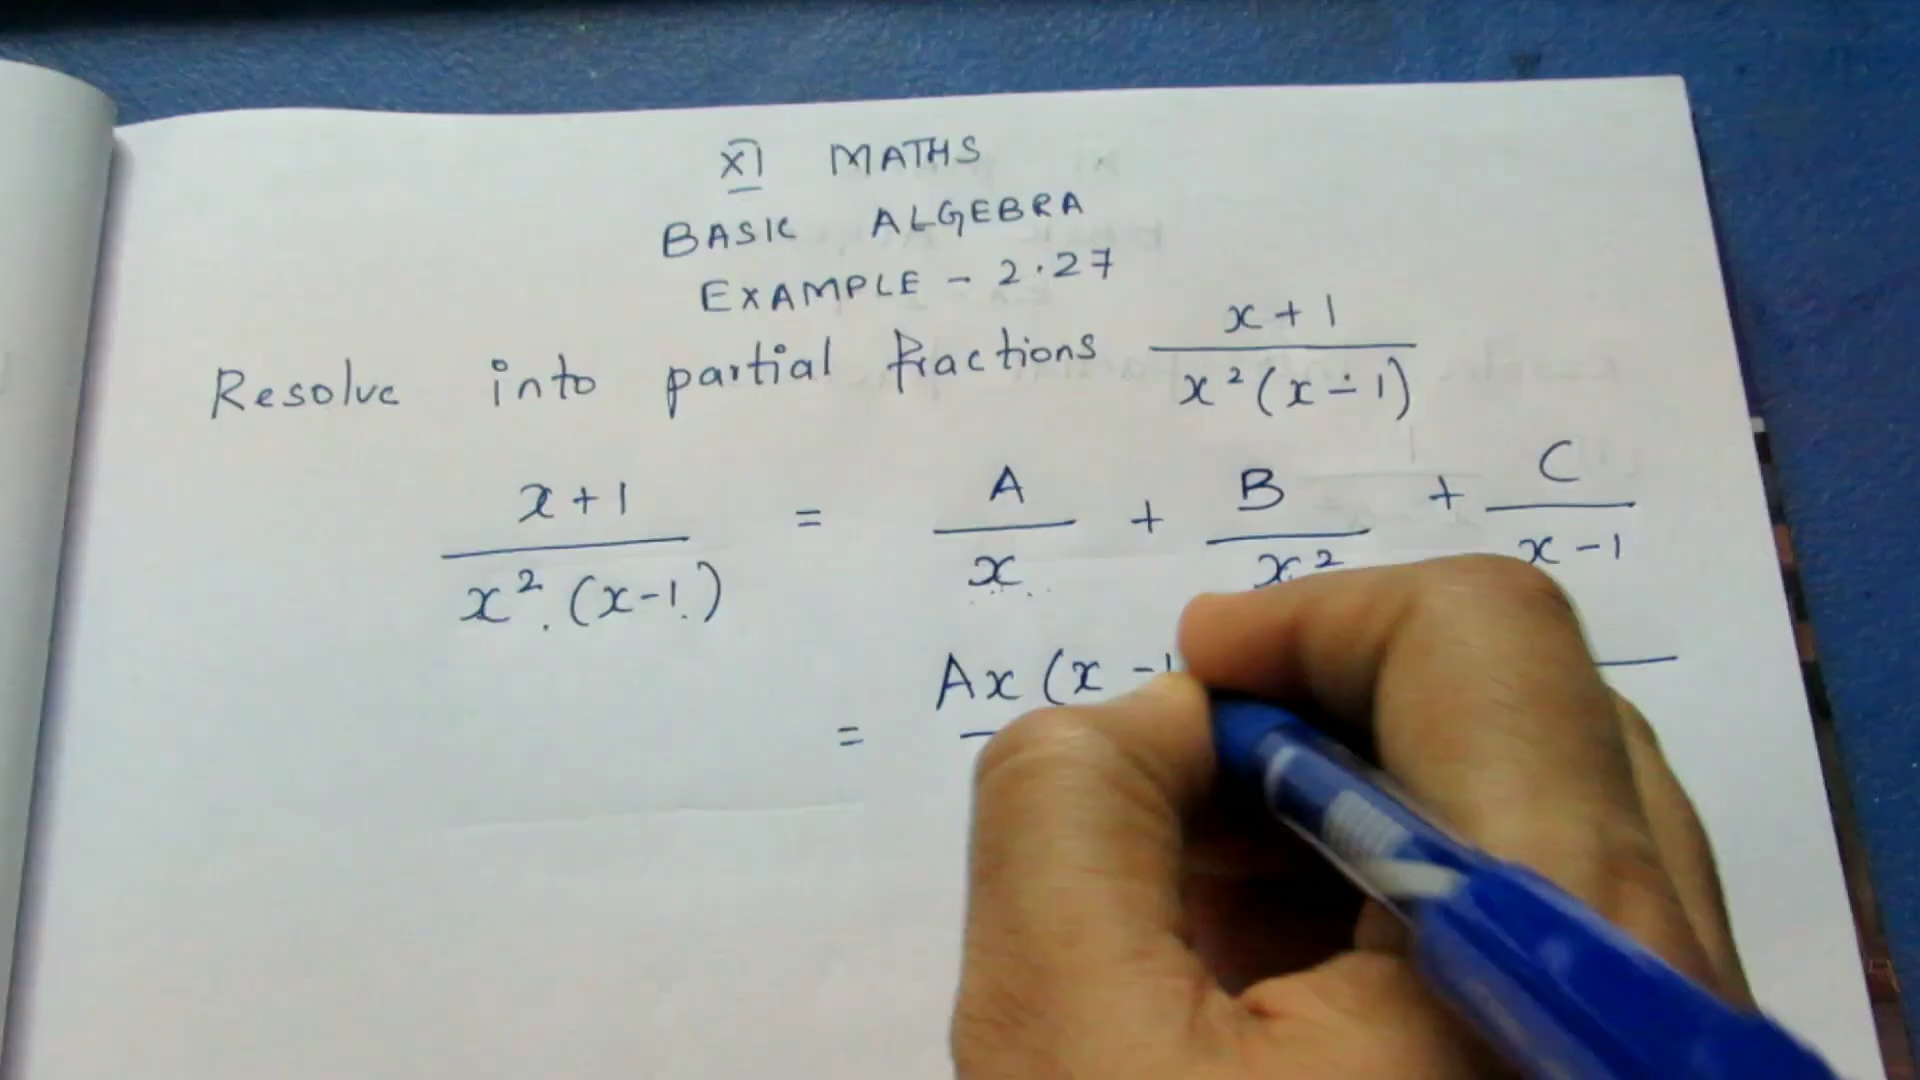 XI MATHS
BASIC ALGEBRA
EXAMPLE - 2.27
Resolve into partial fractions x+1 / x²(x-1)
x+1 / x²(x-1) = A / x + B / x² + C / x-1
= Ax(x-1